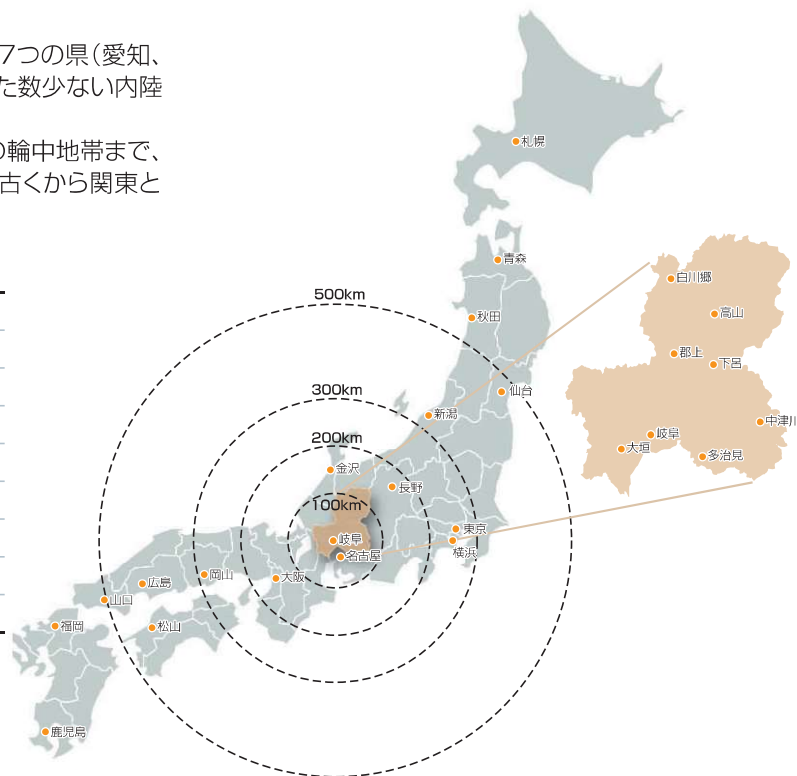 7つの県（愛知、
た数少ない内陸
の輪中地帯まで、
古くから関東と
札幌
青森
秋田
仙台
新潟
500km
300km
200km
100km
金沢
長野
岐阜
名古屋
東京
横浜
大阪
岡山
広島
山口
福岡
松山
鹿児島
白川郷
高山
郡上
下呂
中津川
岐阜
大垣
多治見